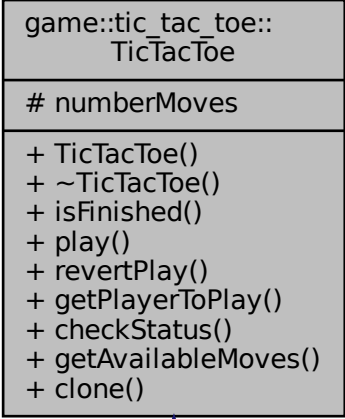 game::tic_tac_toe::
TicTacToe
# numberMoves
+ TicTacToe()
+ ~TicTacToe()
+ isFinished()
+ play()
+ revertPlay()
+ getPlayerToPlay()
+ checkStatus()
+ getAvailableMoves()
+ clone()